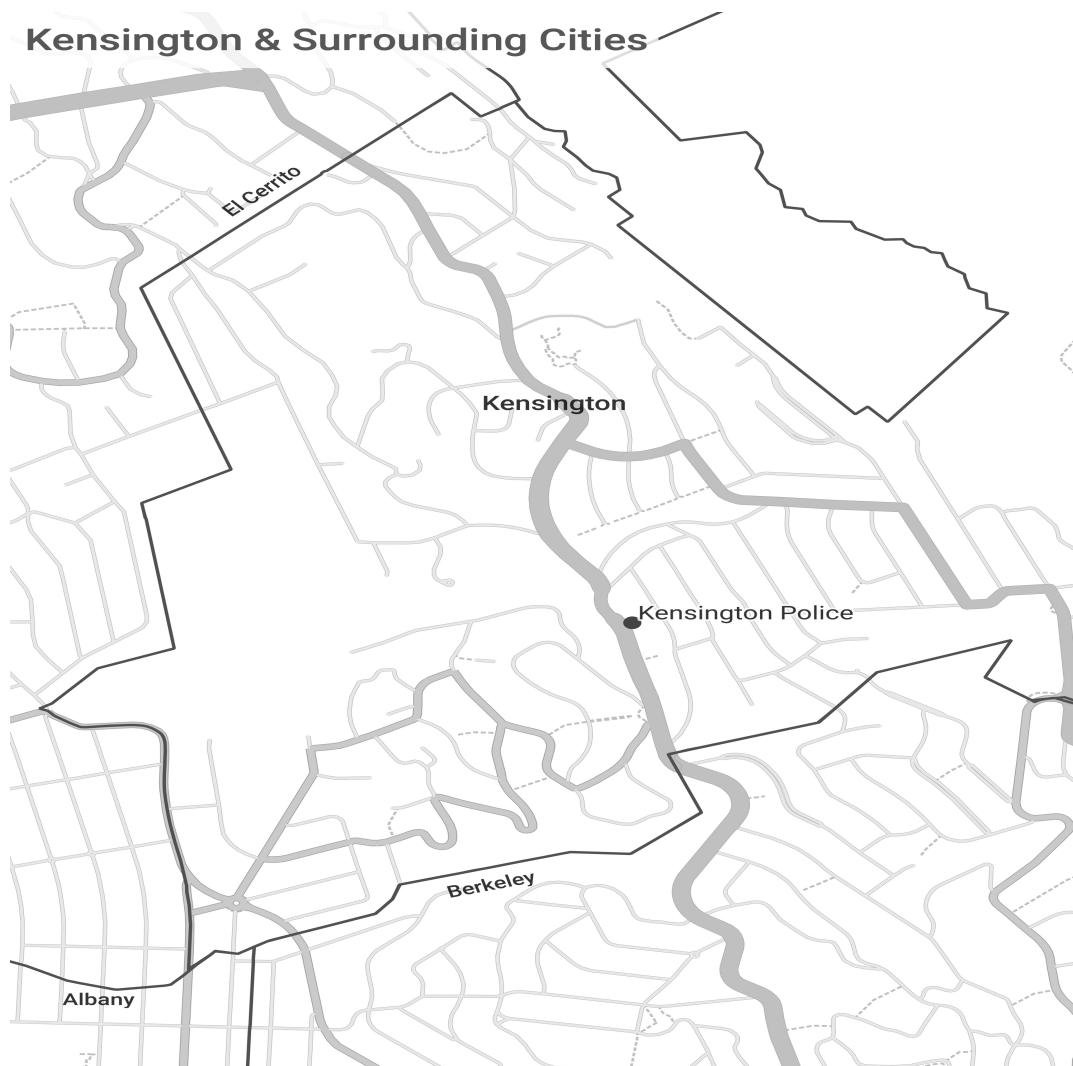 Kensington & Surrounding Cities
El Cerrito
Kensington
Kensington Police
Berkeley
Albany